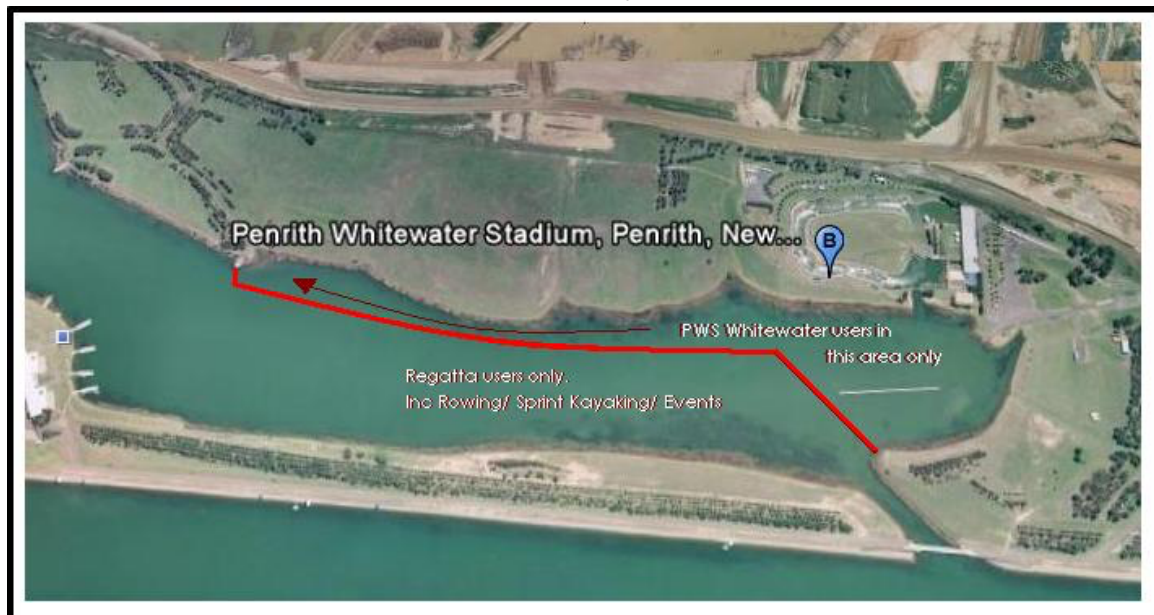 Penrith Whitewater Stadium, Penrith, New...
B
PWS Whitewater users in
this area only
Regatta users only.
Inc Rowing/ Sprint Kayaking/ Events